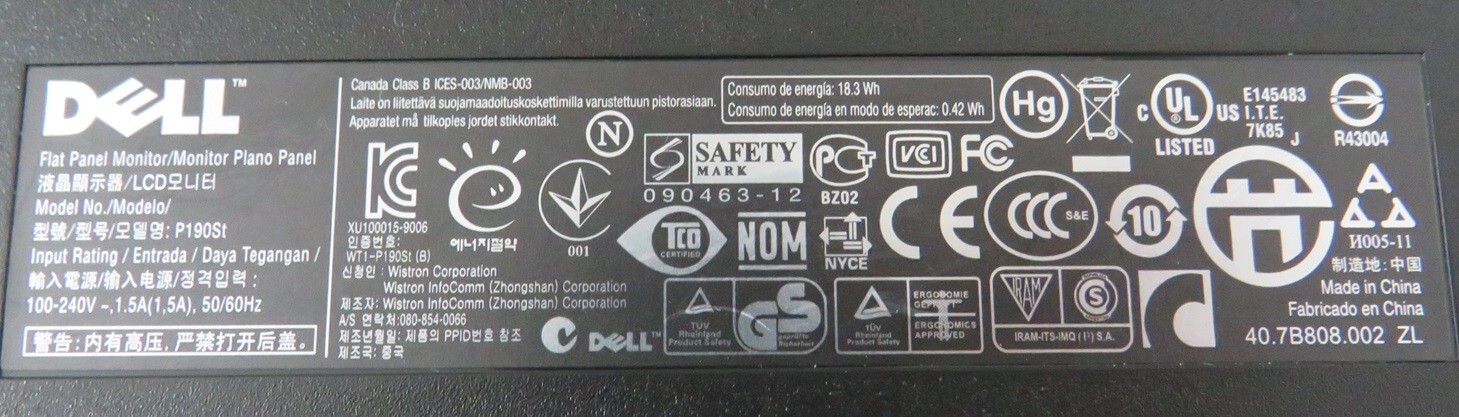 DELL™
Flat Panel Monitor/Monitor Plano Panel
液晶顯示器/LCD모니터
Model No./Modelo/
型號/型号/모델명: P190St
Input Rating / Entrada / Daya Tegangan /
輸入電源/输入电源/정격입력:
100-240V ~,1.5A(1,5A), 50/60Hz
警告: 内有高压, 严禁打开后盖。
Canada Class B ICES-003/NMB-003
Laite on liitettävä suojamaadoituskoskettimilla varustettuun pistorasiaan.
Apparatet må tilkoples jordet stikkontakt.
N
Consumo de energía: 18.3 Wh
Consumo de energía en modo de esperac: 0.42 Wh
XU100015-9006
인증번호:
WT1-P190St (B)
신청인: Wistron Corporation
Wistron InfoComm (Zhongshan) Corporation
제조자: Wistron InfoComm (Zhongshan) Corporation
A/S 연락처:080-854-0066
제조년월일: 제품의 PPID번호 참조
제조국: 중국
에너지절약
001
S SAFETY
MARK
090463-12
PCT
BZ02
VCI
FC
TCO
CERTIFIED
NOM
NYCE
CE
CCC S&E
10
C DELL™
TÜV
Rheinland
Product Safety
GS
geprüfte
Sicherheit
TÜV
Rheinland
Product Safety
ERGONOMIE
GEPRÜFT
ERGONOMICS
APPROVED
IRAM
S
IRAM-ITS-IMQ (1¹) S.A.
Hg
C UL US
®
LISTED
E145483
I.T.E.
7K85 J
R43004
И005-11
制造地: 中国
Made in China
Fabricado en China
40.7B808.002 ZL